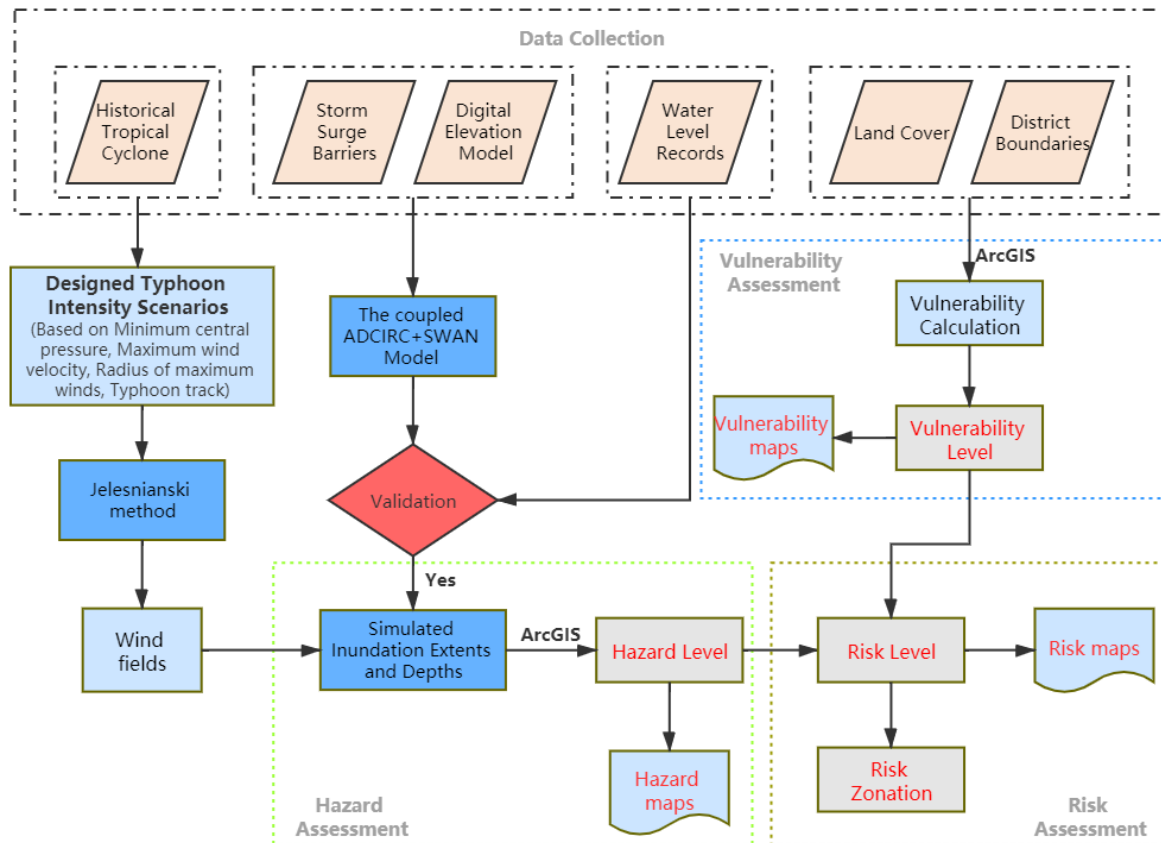 Data Collection
Historical
Tropical
Cyclone
Storm
Surge
Barriers
Digital
Elevation
Model
Water
Level
Records
Land Cover
District
Boundaries
Designed Typhoon
Intensity Scenarios
(Based on Minimum central
pressure, Maximum wind
velocity, Radius of maximum
winds, Typhoon track)
The coupled
ADCIRC+SWAN
Model
Vulnerability
Assessment
ArcGIS
Vulnerability
Calculation
Vulnerability
maps
Vulnerability
Level
Jelesnianski
method
Validation
Yes
Wind
fields
Simulated
Inundation Extents
and Depths
ArcGIS
Hazard Level
Risk Level
Risk maps
Hazard
maps
Risk
Zonation
Hazard
Assessment
Risk
Assessment